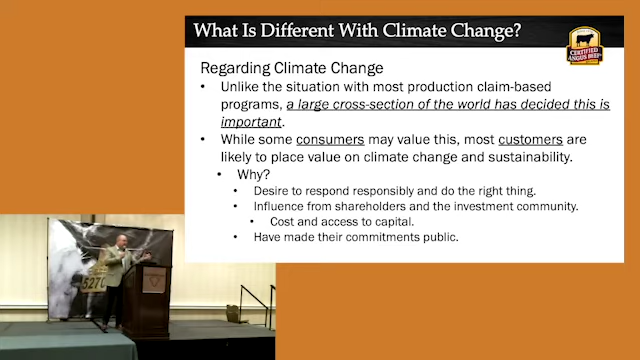 What Is Different With Climate Change?
CERTIFIED
ANGUS BEEF
Regarding Climate Change
• Unlike the situation with most production claim-based
programs, a large cross-section of the world has decided this is
important.
• While some consumers may value this, most customers are
likely to place value on climate change and sustainability.
• Why?
• Desire to respond responsibly and do the right thing.
• Influence from shareholders and the investment community.
• Cost and access to capital.
• Have made their commitments public.
527C